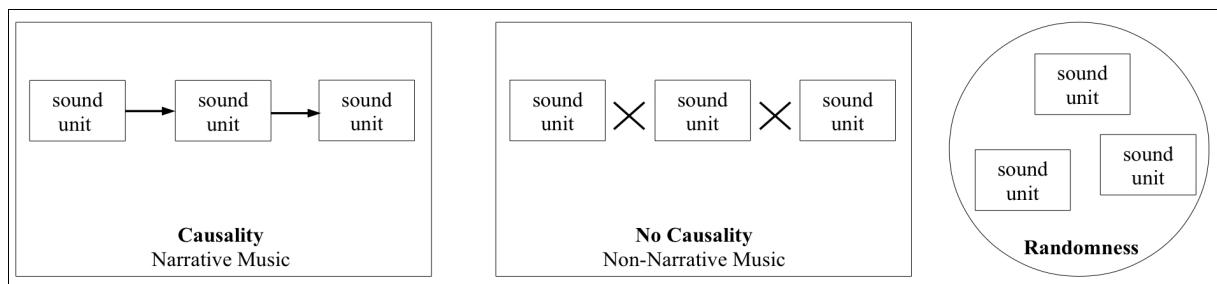 sound
unit
sound
unit
sound
unit
Causality
Narrative Music
sound
unit
sound
unit
sound
unit
No Causality
Non-Narrative Music
sound
unit
sound
unit
sound
unit
Randomness